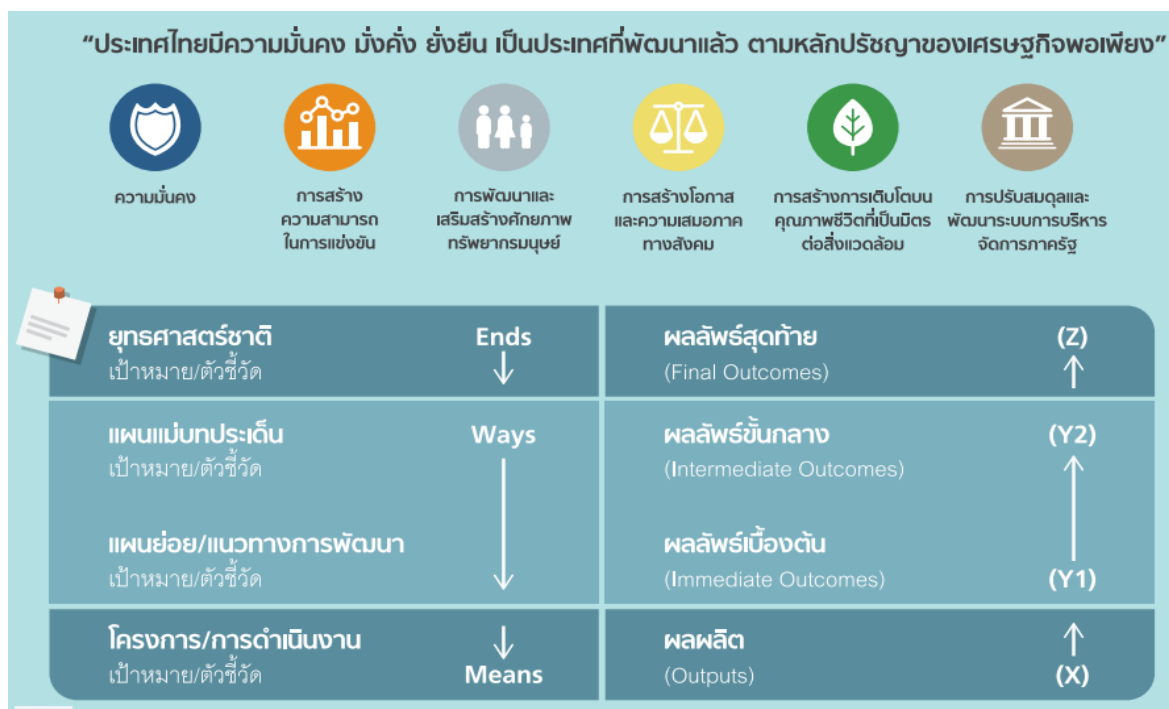 “ประเทศไทยมีความมั่นคง มั่งคั่ง ยั่งยืน เป็นประเทศที่พัฒนาแล้ว ตามหลักปรัชญาของเศรษฐกิจพอเพียง”
ความมั่นคง
การสร้าง
ความสามารถ
ในการแข่งขัน
การพัฒนาและ
เสริมสร้างศักยภาพ
ทรัพยากรมนุษย์
การสร้างโอกาส
และความเสมอภาค
ทางสังคม
การสร้างการเติบโตบน
คุณภาพชีวิตที่เป็นมิตร
ต่อสิ่งแวดล้อม
การปรับสมดุลและ
พัฒนาระบบการบริหาร
จัดการภาครัฐ
ยุทธศาสตร์ชาติ Ends ผลลัพธ์สุดท้าย (Z)
เป้าหมาย/ตัวชี้วัด (Final Outcomes)
แผนแม่บทประเด็น Ways ผลลัพธ์ขั้นกลาง (Y2)
เป้าหมาย/ตัวชี้วัด (Intermediate Outcomes)
แผนย่อย/แนวทางการพัฒนา ผลลัพธ์เบื้องต้น
เป้าหมาย/ตัวชี้วัด (Immediate Outcomes) (Y1)
โครงการ/การดำเนินงาน ผลผลิต
เป้าหมาย/ตัวชี้วัด Means (Outputs) (X)